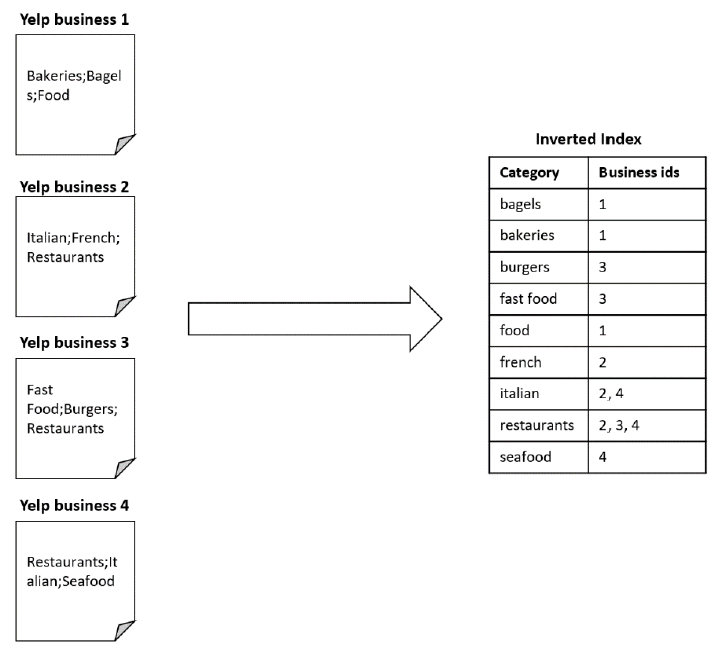 Yelp business 1
Bakeries;Bagel
s;Food
Yelp business 2
Italian;French;
Restaurants
Yelp business 3
Fast
Food;Burgers;
Restaurants
Yelp business 4
Restaurants;It
alian;Seafood
Inverted Index
Category Business ids
bagels 1
bakeries 1
burgers 3
fast food 3
food 1
french 2
italian 2, 4
restaurants 2, 3, 4
seafood 4